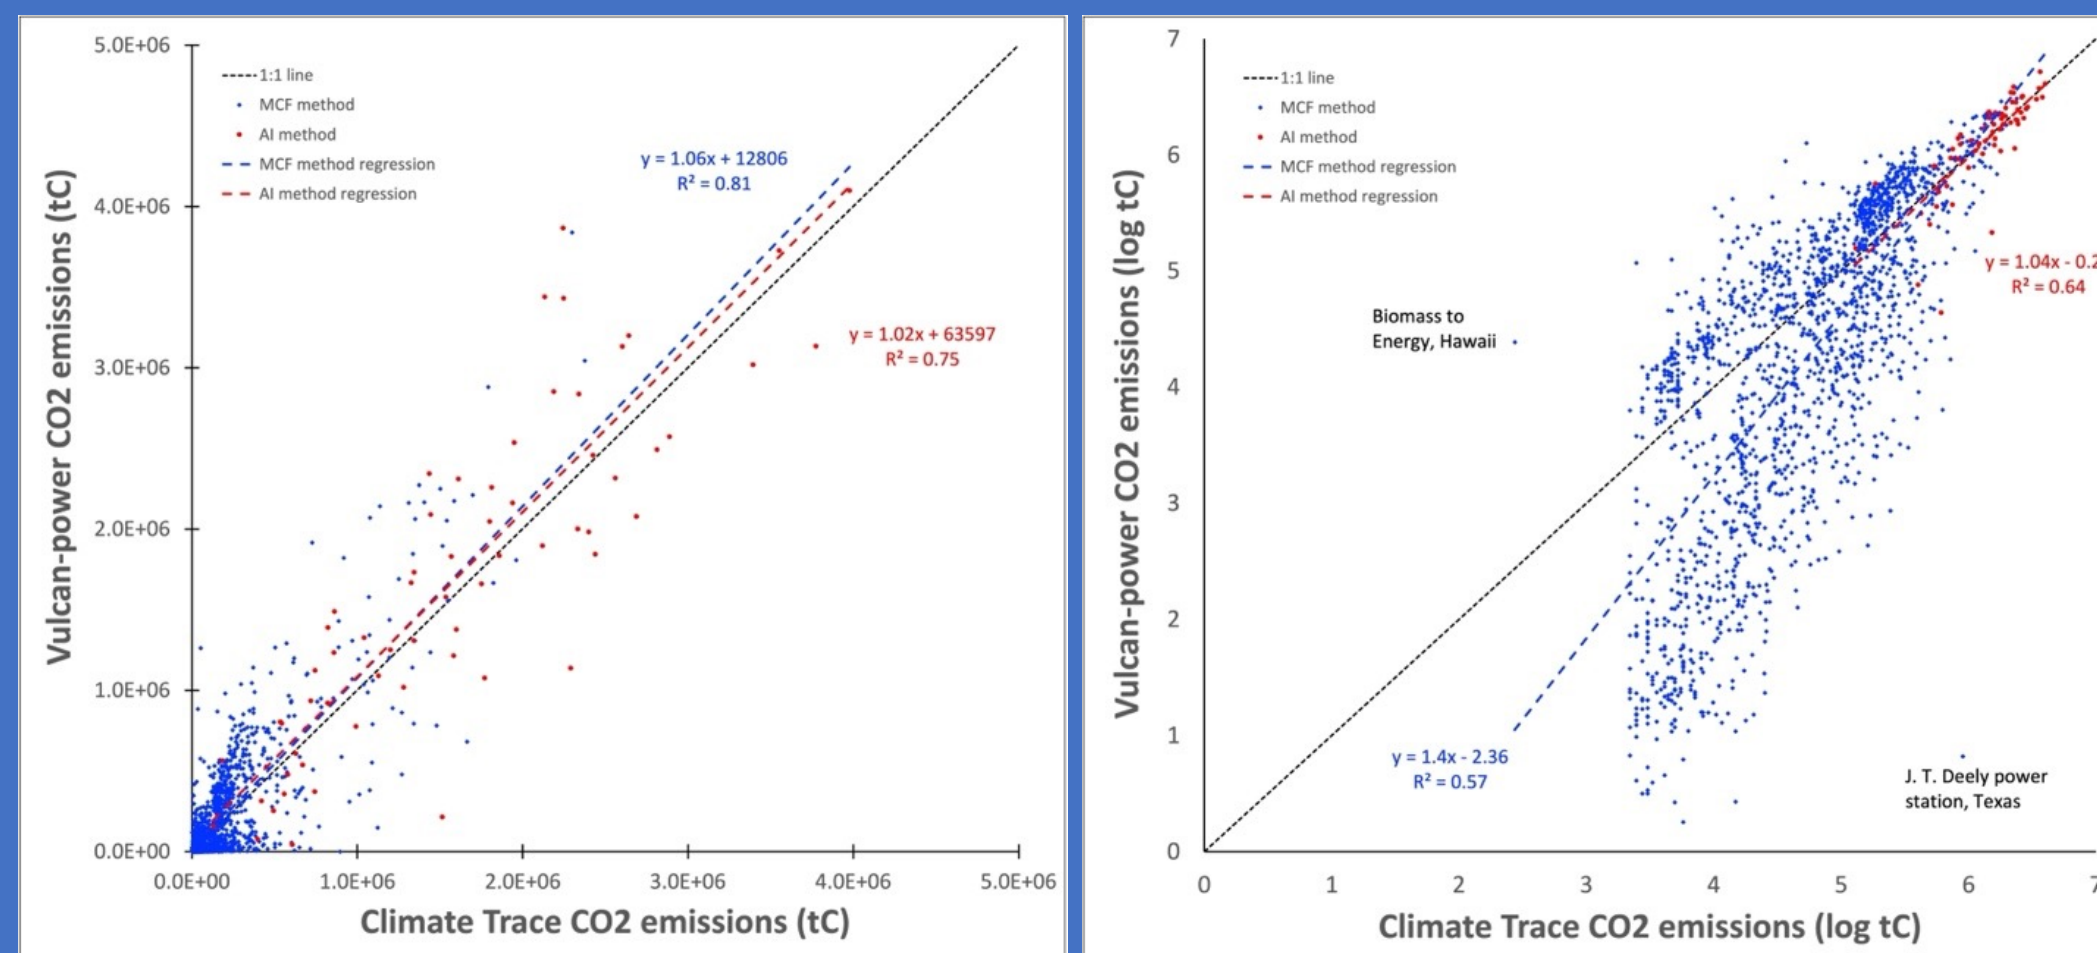 Vulcan-power CO2 emissions (tC)
5.0E+06
4.0E+06
3.0E+06
2.0E+06
1.0E+06
0.0E+00
1:1 line
MCF method
AI method
MCF method regression
AI method regression
y = 1.06x + 12806
R² = 0.81
y = 1.02x + 63597
R² = 0.75
0.0E+00 1.0E+06 2.0E+06 3.0E+06 4.0E+06 5.0E+06
Climate Trace CO2 emissions (tC)
Vulcan-power CO2 emissions (log tC)
7
6
5
4
3
2
1
0
1:1 line
MCF method
AI method
MCF method regression
AI method regression
y = 1.04x - 0.2
R² = 0.64
Biomass to
Energy, Hawaii
y = 1.4x - 2.36
R² = 0.57
J. T. Deely power
station, Texas
0 1 2 3 4 5 6 7
Climate Trace CO2 emissions (log tC)